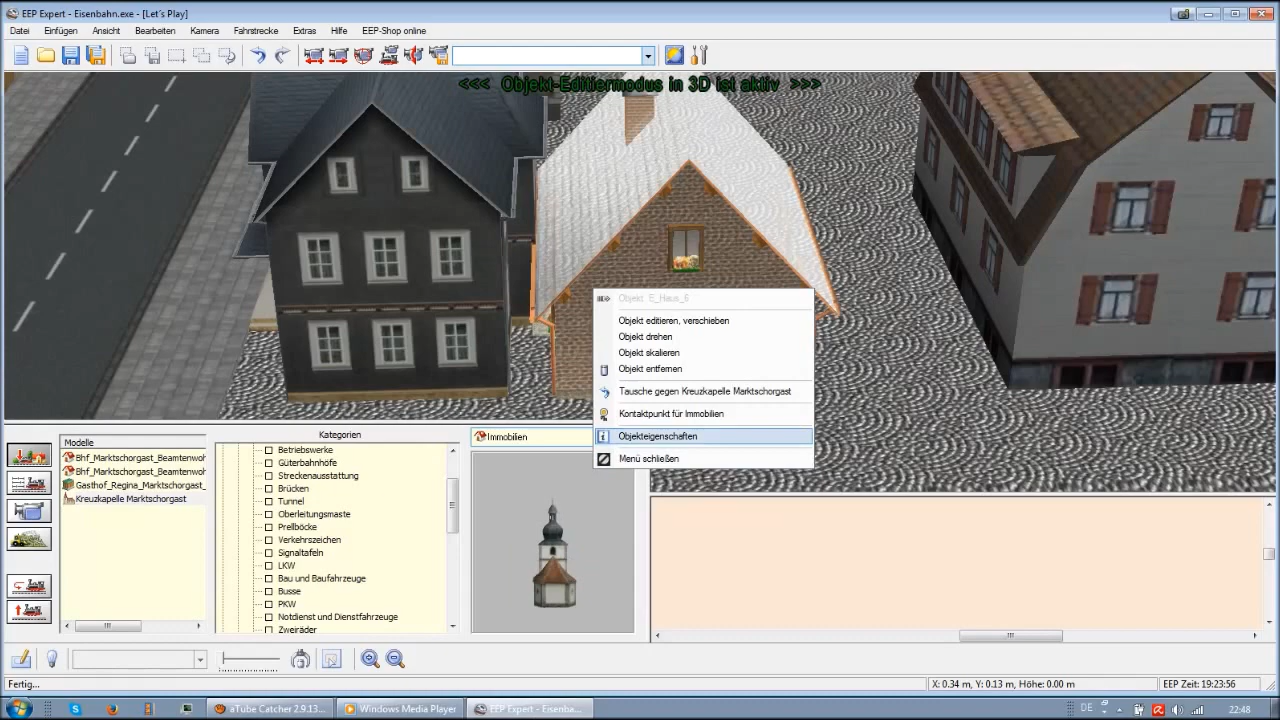 EEP Expert - Eisenbahn.exe - [Let´s Play]
Datei Einfügen Ansicht Bearbeiten Kamera Fahrstrecke Extras Hilfe EEP-Shop online
<<< Objekt-Editiermodus in 3D ist aktiv >>>
Objekt E_Haus_6
Objekt editieren, verschieben
Objekt drehen
Objekt skalieren
Objekt entfernen
Tausche gegen Kreuzkapelle Marktschorgast
Kontaktpunkt für Immobilien
Objekteigenschaften
Menü schließen
Modelle
Bhf_Marktschorgast_Beamtenwoh
Bhf_Marktschorgast_Beamtenwoh
Gasthof_Regina_Marktschorgast_
Kreuzkapelle Marktschorgast
Kategorien
Betriebswerke
Güterbahnhöfe
Streckenausstattung
Brücken
Tunnel
Oberleitungsmaste
Prellböcke
Verkehrszeichen
Signaltafeln
LKW
Bau und Baufahrzeuge
Busse
PKW
Notdienst und Dienstfahrzeuge
Zweiräder
Immobilien
Fertig...
X: 0.34 m, Y: 0.13 m, Höhe: 0.00 m
EEP Zeit: 19:23:56
aTube Catcher 2.9.13...
Windows Media Player
EEP Expert - Eisenba...
DE
22:48